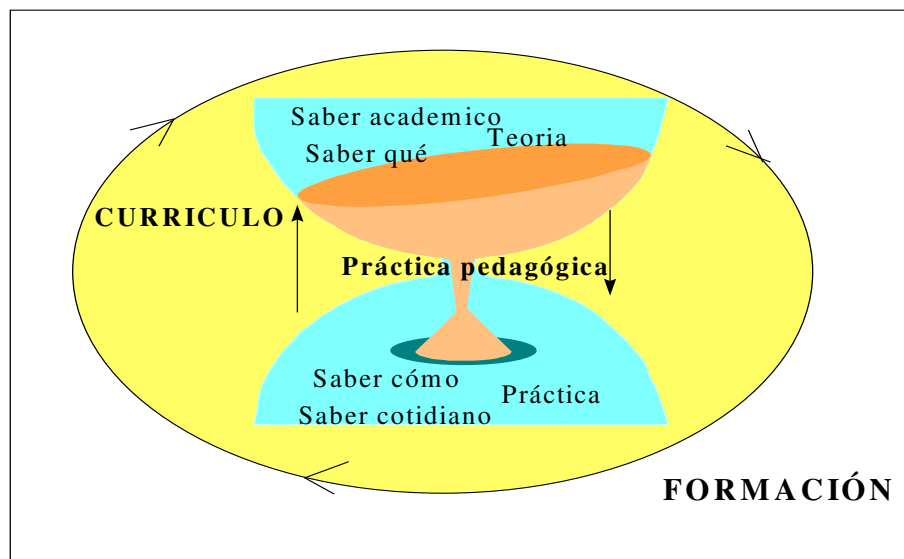 Saber academico
Teoria
Saber qué
CURRICULO
Práctica pedagógica
Saber cómo
Práctica
Saber cotidiano
FORMACIÓN